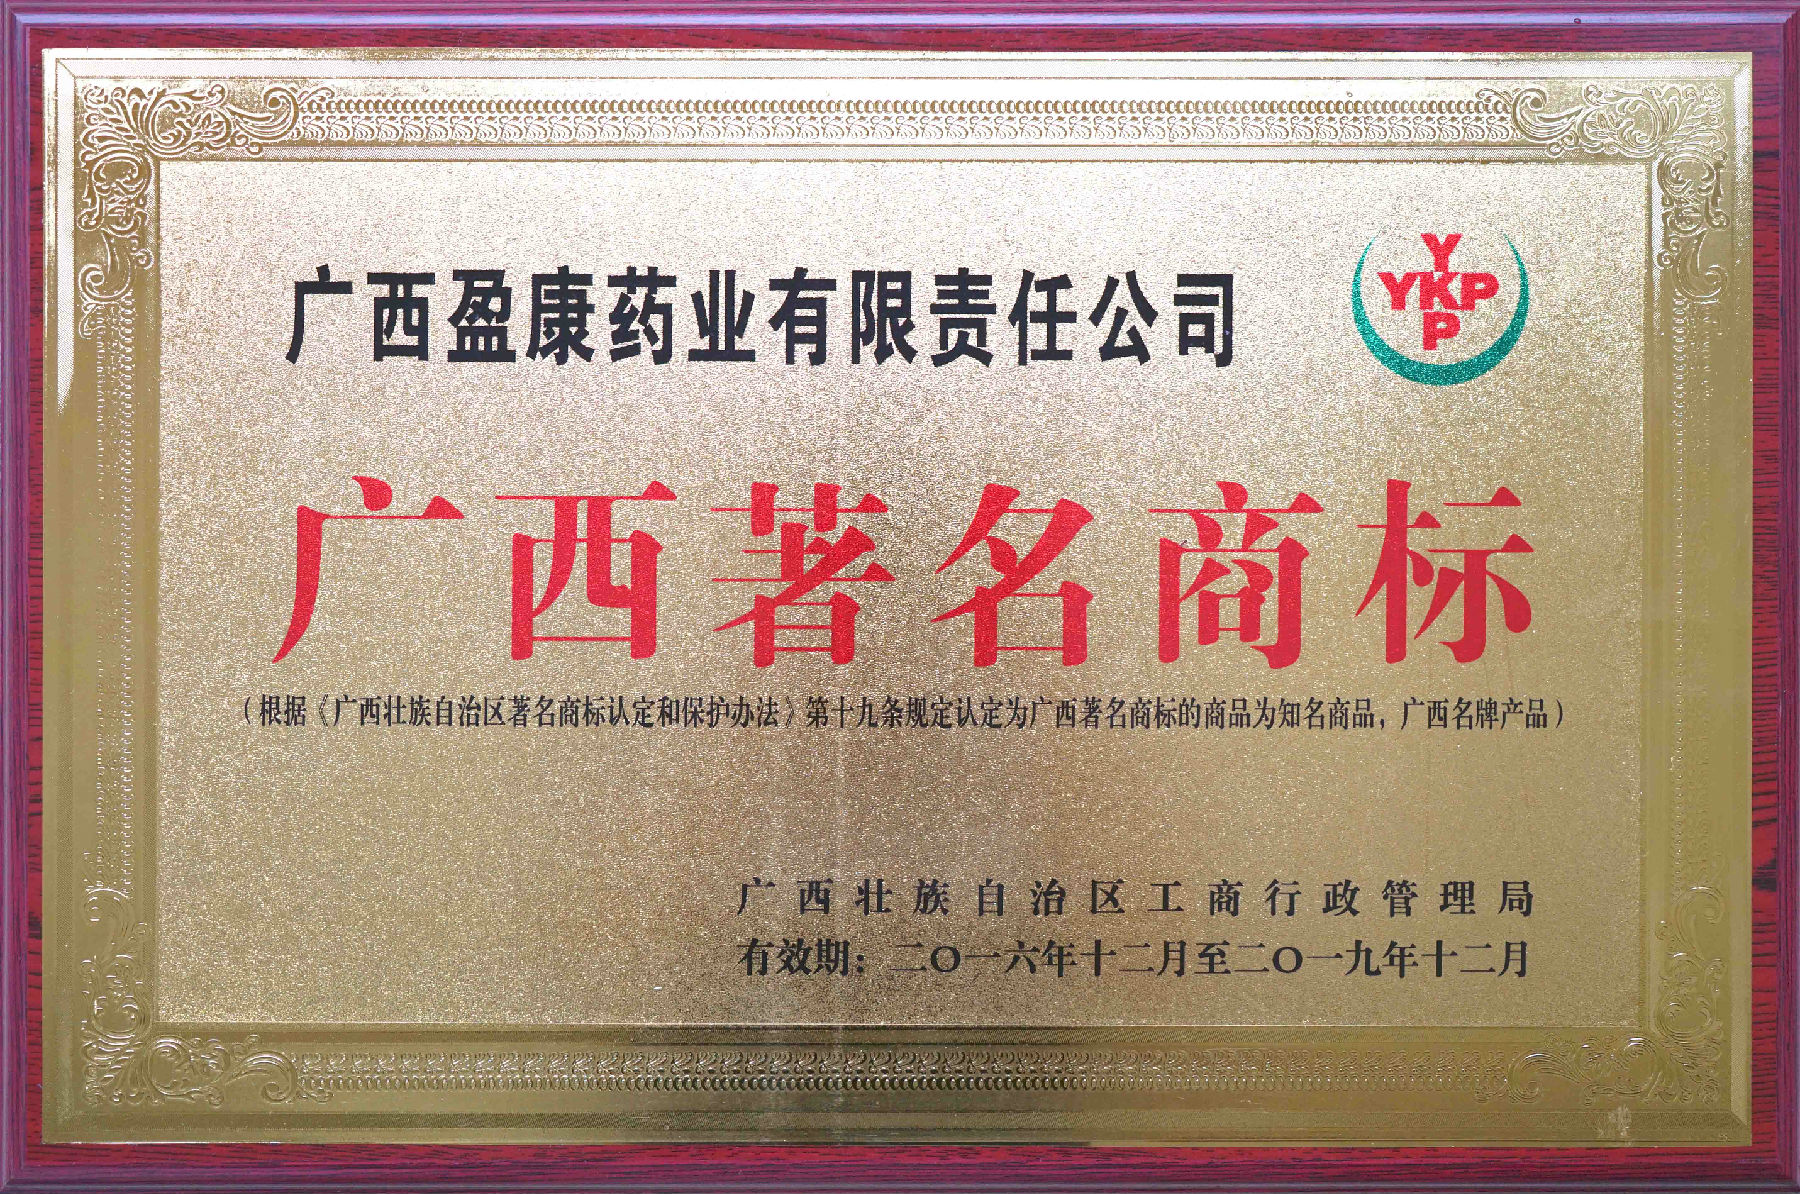 广西盈康药业有限责任公司
Y
YKP
P
广西著名商标
（根据《广西壮族自治区著名商标认定和保护办法》第十九条规定认定为广西著名商标的商品为知名商品，广西名牌产品）
广西壮族自治区工商行政管理局
有效期：二〇一六年十二月至二〇一九年十二月